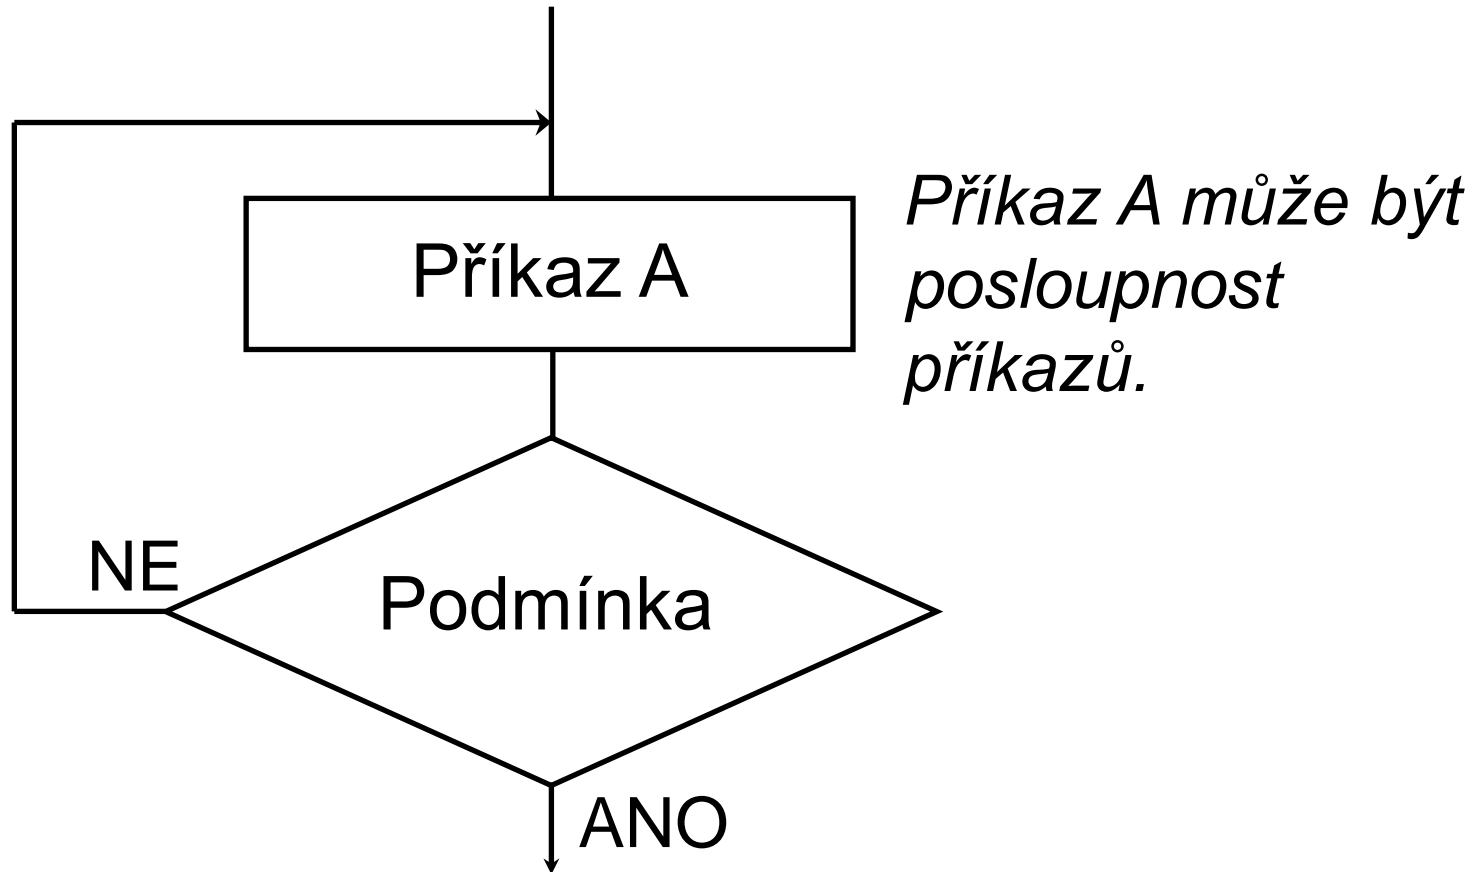 Příkaz A
Příkaz A může být
posloupnost
příkazů.
NE
Podmínka
ANO